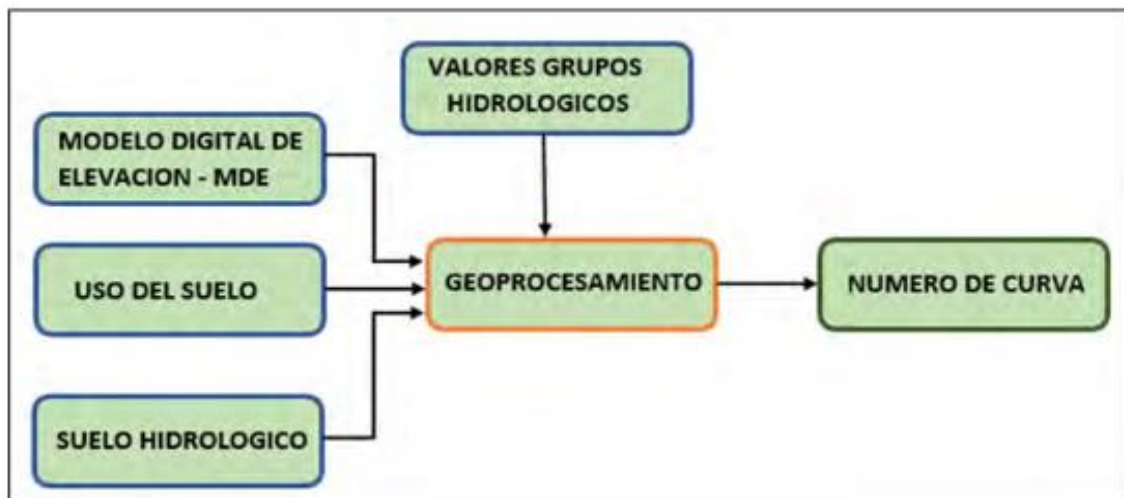 VALORES GRUPOS
HIDROLOGICOS
MODELO DIGITAL DE
ELEVACION - MDE
USO DEL SUELO
GEOPROCESAMIENTO
NUMERO DE CURVA
SUELO HIDROLOGICO